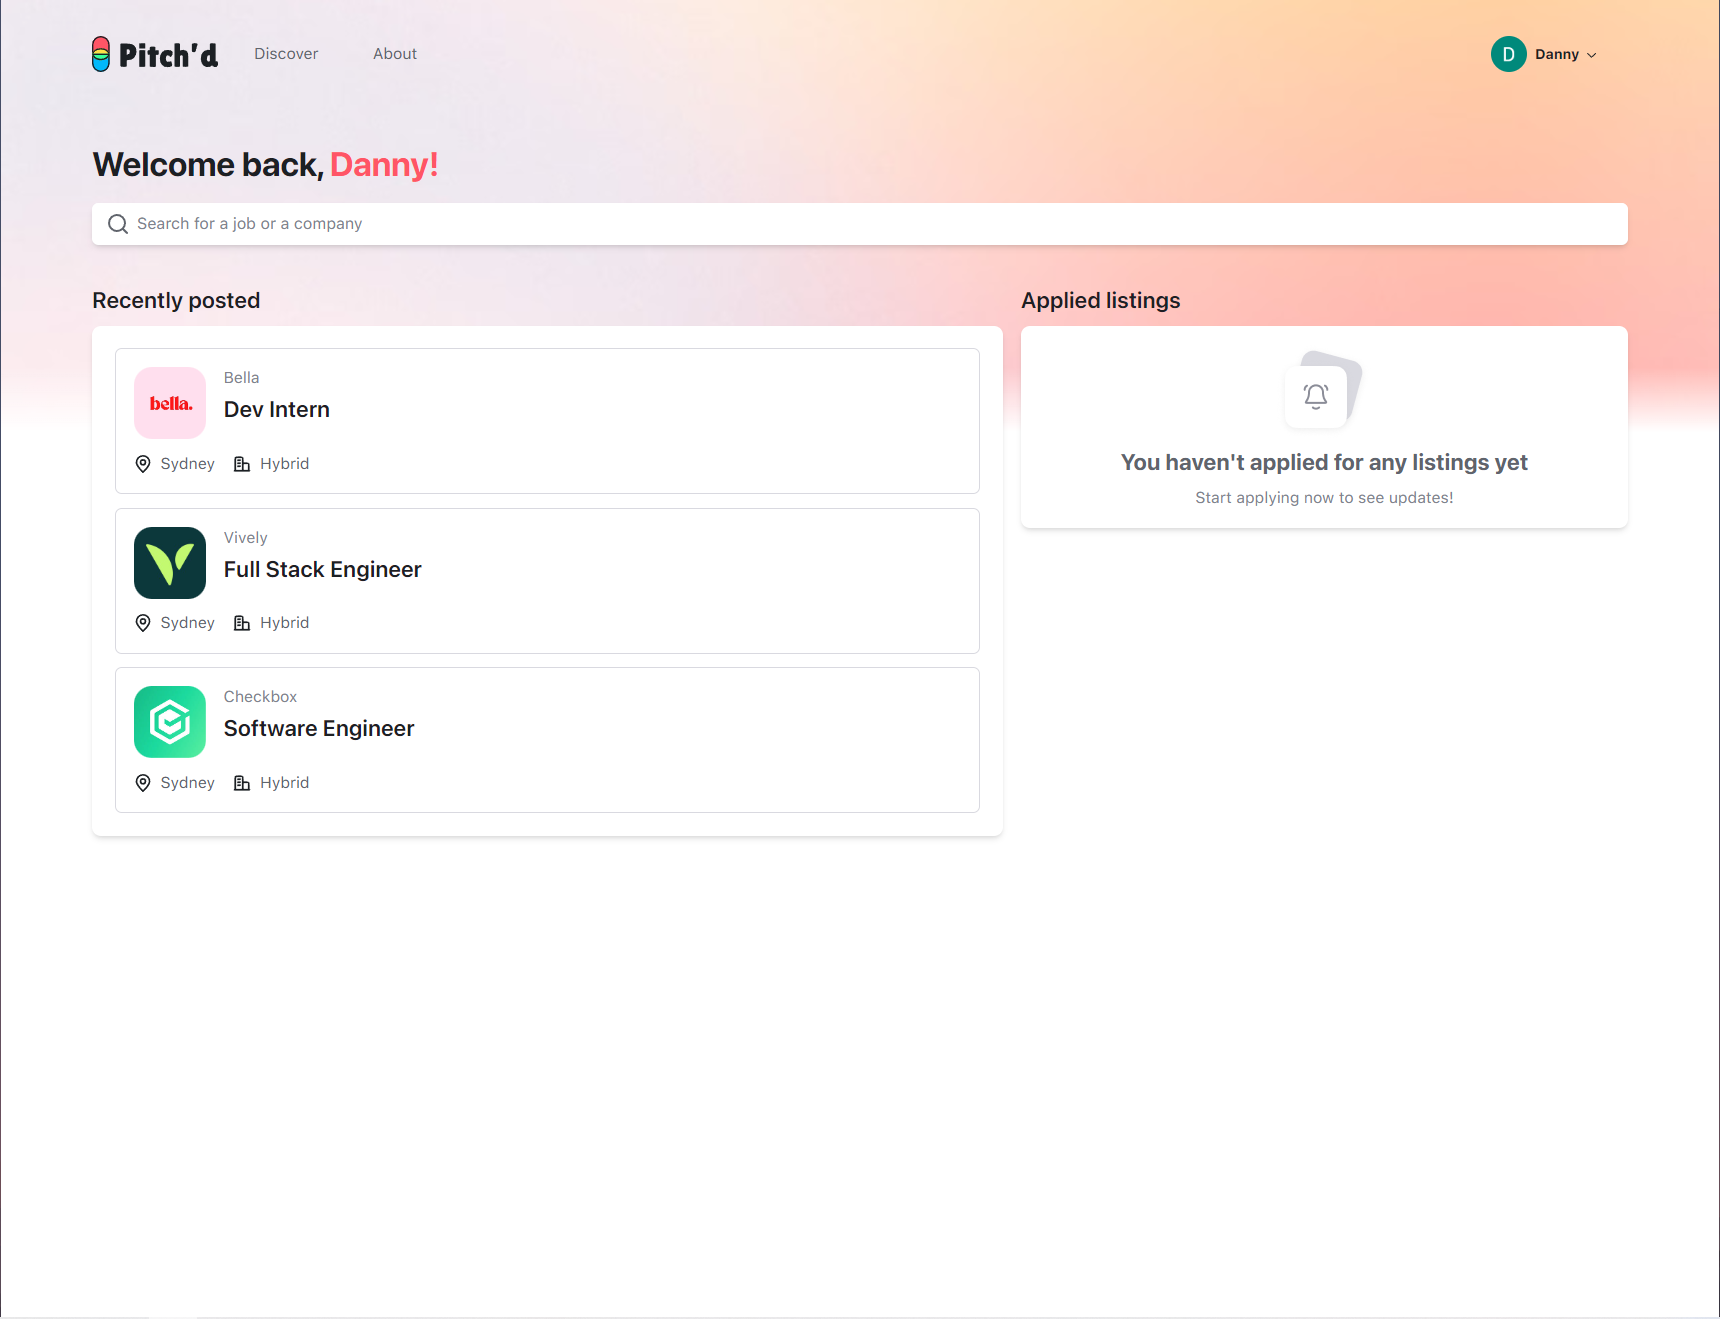 Pitch'd
Discover
About
D
Danny
Welcome back, Danny!
Search for a job or a company
Recently posted
bella.
Bella
Dev Intern
Sydney
Hybrid
Vively
Full Stack Engineer
Sydney
Hybrid
Checkbox
Software Engineer
Sydney
Hybrid
Applied listings
You haven't applied for any listings yet
Start applying now to see updates!